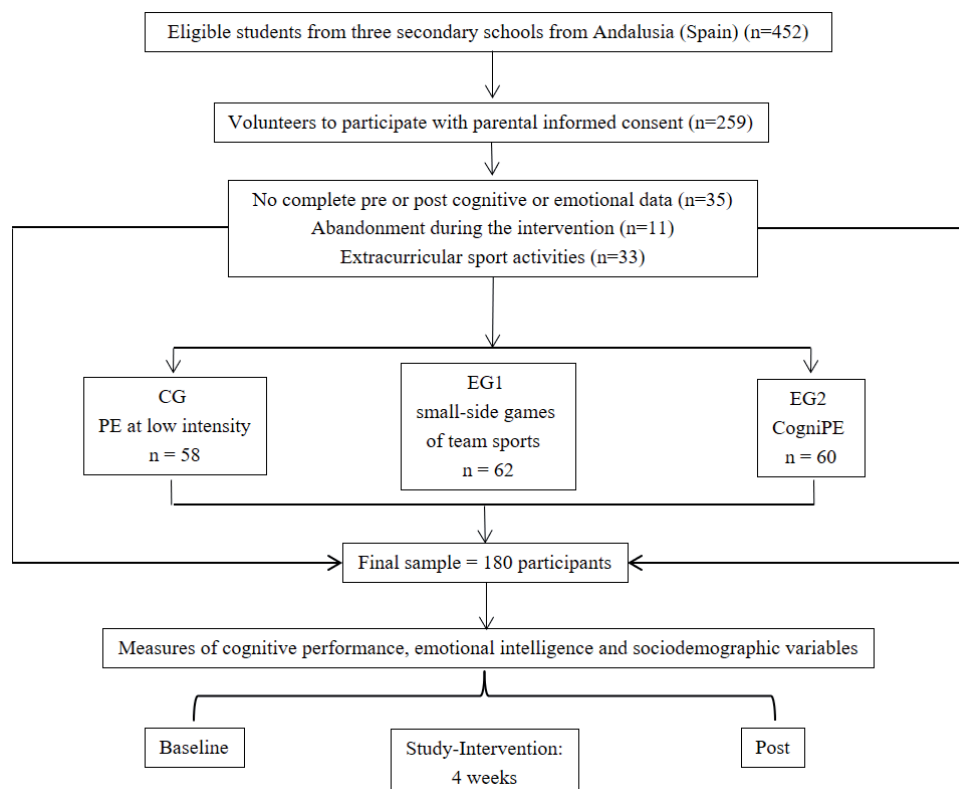 Eligible students from three secondary schools from Andalusia (Spain) (n=452)
Volunteers to participate with parental informed consent (n=259)
No complete pre or post cognitive or emotional data (n=35)
Abandonment during the intervention (n=11)
Extracurricular sport activities (n=33)
CG
PE at low intensity
n = 58
EG1
small-side games
of team sports
n = 62
EG2
CogniPE
n = 60
Final sample = 180 participants
Measures of cognitive performance, emotional intelligence and sociodemographic variables
Baseline
Study-Intervention:
4 weeks
Post